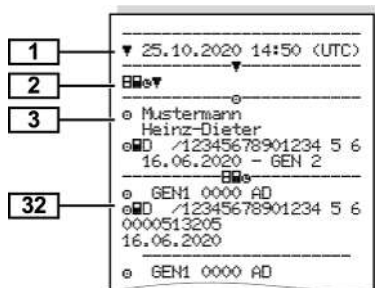 1
▼ 25.10.2020 14:50 (UTC)
2
3
Mustermann
Heinz-Dieter
D /12345678901234 5 6
16.06.2020 - GEN 2
32
GEN1 0000 AD
D /12345678901234 5 6
0000513205
16.06.2020
GEN1 0000 AD